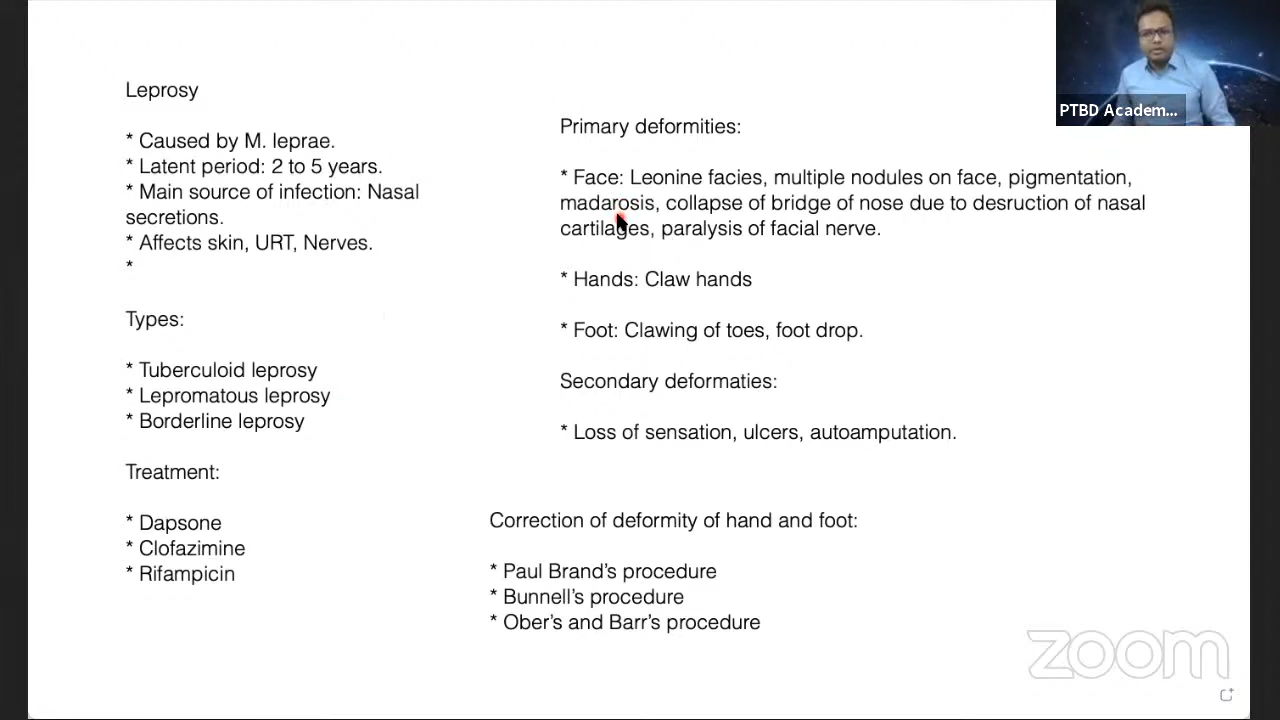 Leprosy
* Caused by M. leprae.
* Latent period: 2 to 5 years.
* Main source of infection: Nasal
secretions.
* Affects skin, URT, Nerves.
*
Types:
* Tuberculoid leprosy
* Lepromatous leprosy
* Borderline leprosy
Treatment:
* Dapsone
* Clofazimine
* Rifampicin
Primary deformities:
* Face: Leonine facies, multiple nodules on face, pigmentation,
madarosis, collapse of bridge of nose due to desruction of nasal
cartilages, paralysis of facial nerve.
* Hands: Claw hands
* Foot: Clawing of toes, foot drop.
Secondary deformaties:
* Loss of sensation, ulcers, autoamputation.
Correction of deformity of hand and foot:
* Paul Brand’s procedure
* Bunnell’s procedure
* Ober’s and Barr’s procedure
PTBD Academ...
zoom